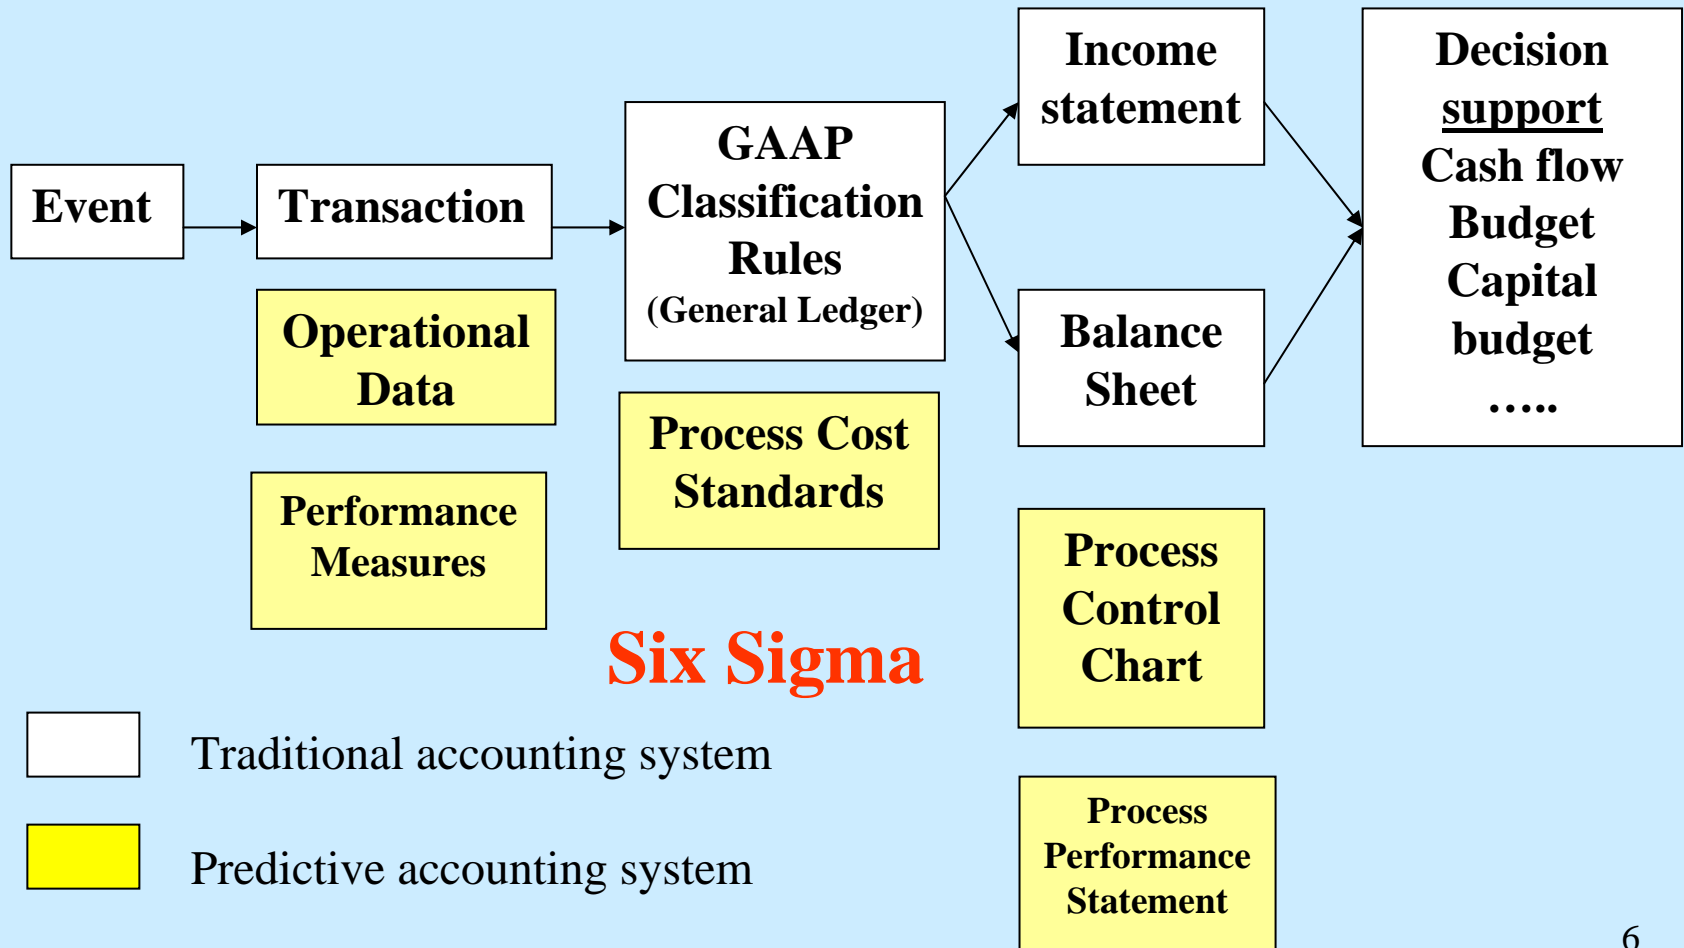 Event
Transaction
Operational
Data
Performance
Measures
GAAP
Classification
Rules
(General Ledger)
Process Cost
Standards
Income
statement
Balance
Sheet
Process
Control
Chart
Process
Performance
Statement
Decision
support
Cash flow
Budget
Capital
budget
…..
Six Sigma
Traditional accounting system
Predictive accounting system
6